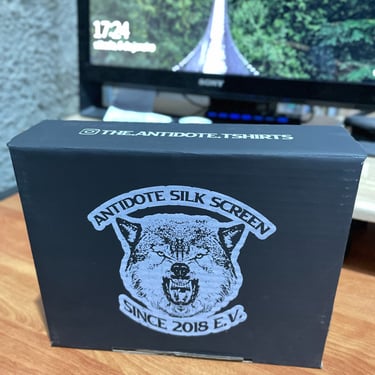 17:24
SONY
@THE.ANTIDOTE.TSHIRTS
ANTIDOTE SILK SCREEN
SINCE 2018 E.V.